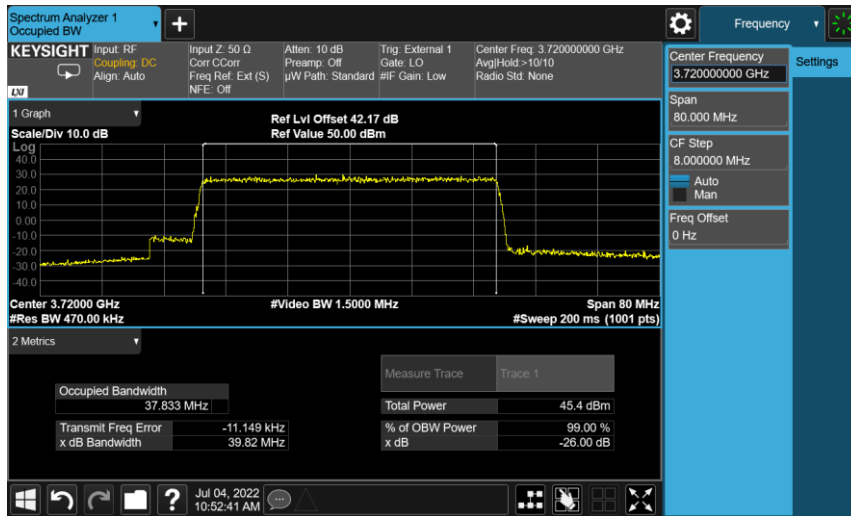 Spectrum Analyzer 1
Occupied BW
Frequency
KEYSIGHT
Input: RF
Coupling: DC
Align: Auto
Input Z: 50 Ω
Corr CCorr
Freq Ref: Ext (S)
NFE: Off
Atten: 10 dB
Preamp: Off
µW Path: Standard
Trig: External 1
Gate: LO
#IF Gain: Low
Center Freq: 3.720000000 GHz
Avg|Hold:>10/10
Radio Std: None
LXI
Center Frequency
3.720000000 GHz
Settings
Span
80.000 MHz
CF Step
8.000000 MHz
Auto
Man
Freq Offset
0 Hz
1 Graph
Scale/Div 10.0 dB
Ref Lvl Offset 42.17 dB
Ref Value 50.00 dBm
Log
40.0
30.0
20.0
10.0
0.00
-10.0
-20.0
-30.0
-40.0
Center 3.72000 GHz
#Res BW 470.00 kHz
#Video BW 1.5000 MHz
Span 80 MHz
#Sweep 200 ms (1001 pts)
2 Metrics
Measure Trace
Trace 1
Occupied Bandwidth
37.833 MHz
Total Power
45.4 dBm
Transmit Freq Error
-11.149 kHz
% of OBW Power
99.00 %
x dB Bandwidth
39.82 MHz
x dB
-26.00 dB
?
Jul 04, 2022
10:52:41 AM